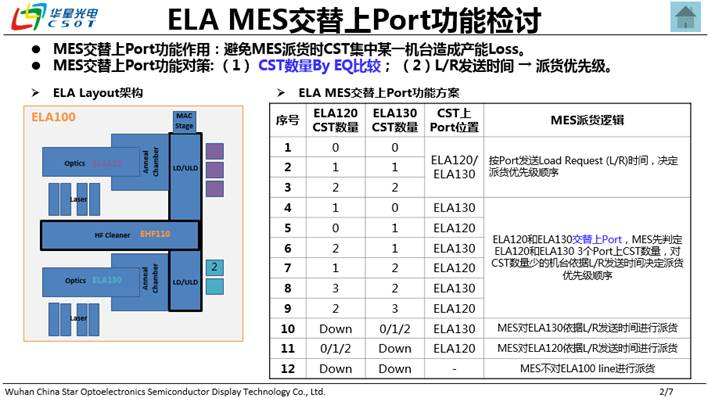 华星光电
CSOT
ELA MES交替上Port功能检讨
● MES交替上Port功能作用：避免MES派货时CST集中某一机台造成产能Loss。
● MES交替上Port功能对策:（1） CST数量By EQ比较； （2）L/R发送时间 → 派货优先级。
➢ ELA Layout架构
ELA100
MAC Stage
Optics
Anneal Chamber
LD/ULD
Laser
HF Cleaner EHF110
Optics ELA130
Anneal Chamber
LD/ULD
2
Laser
➢ ELA MES交替上Port功能方案
序号 ELA120 CST数量 ELA130 CST数量 CST上Port位置 MES派货逻辑
1 0 0
2 1 1
3 2 2
ELA120/
ELA130
按Port发送Load Request (L/R)时间，决定
派货优先级顺序
4 1 0 ELA130
5 0 1 ELA120
6 2 1 ELA130
7 1 2 ELA120
8 3 2 ELA130
9 2 3 ELA120
ELA120和ELA130交替上Port，MES先判定
ELA120和ELA130 3个Port上CST数量，对
CST数量少的机台依据L/R发送时间决定派货
优先级顺序
10 Down 0/1/2 ELA130 MES对ELA130依据L/R发送时间进行派货
11 0/1/2 Down ELA120 MES对ELA120依据L/R发送时间进行派货
12 Down Down - MES不对ELA100 line进行派货
Wuhan China Star Optoelectronics Semiconductor Display Technology Co., Ltd.
2/7